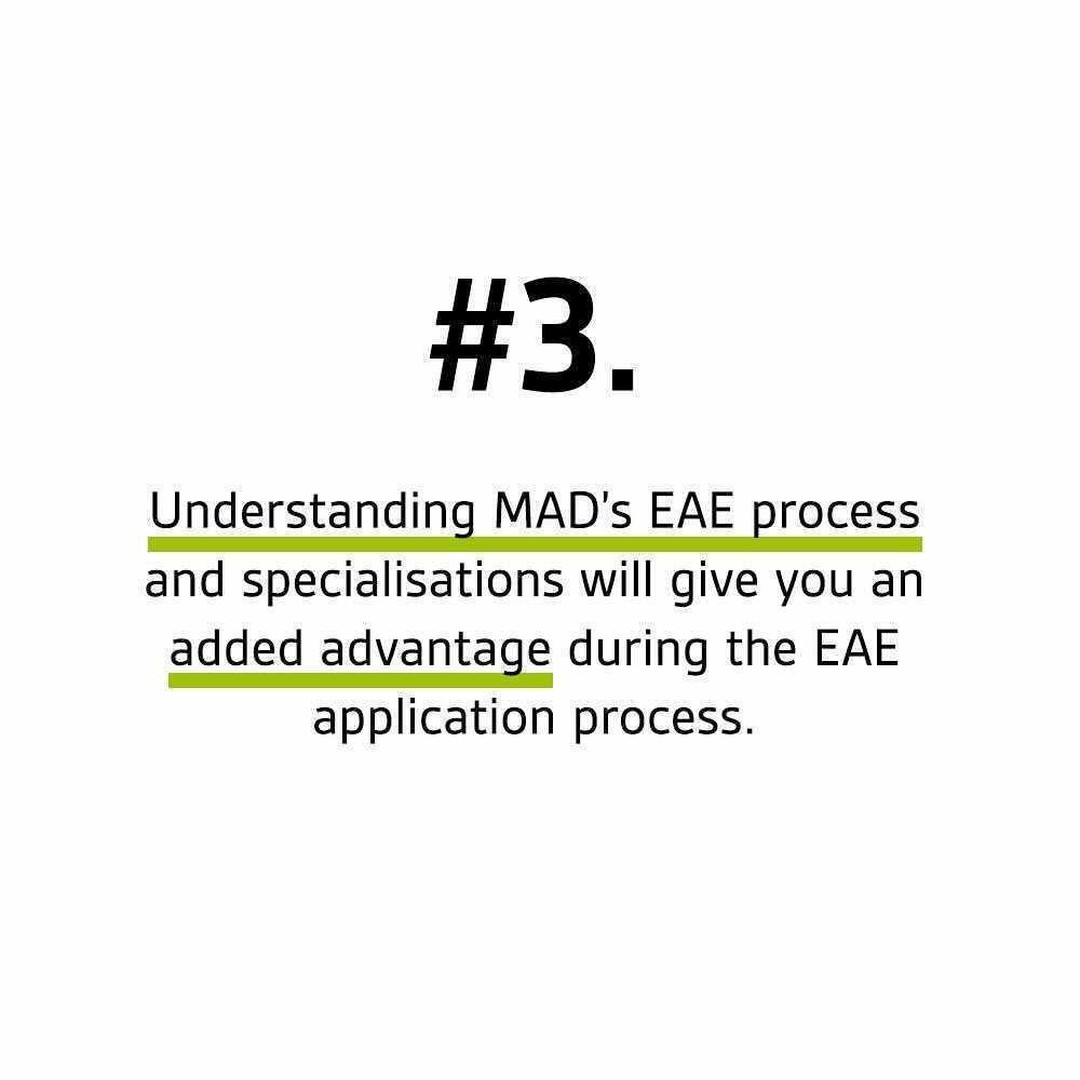 #3.
Understanding MAD's EAE process
and specialisations will give you an
added advantage during the EAE
application process.